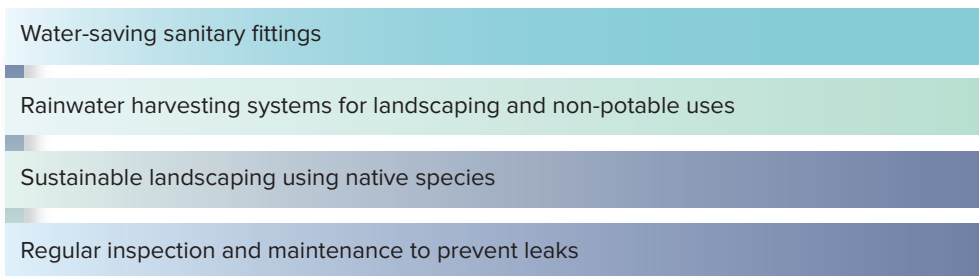 Water-saving sanitary fittings
Rainwater harvesting systems for landscaping and non-potable uses
Sustainable landscaping using native species
Regular inspection and maintenance to prevent leaks